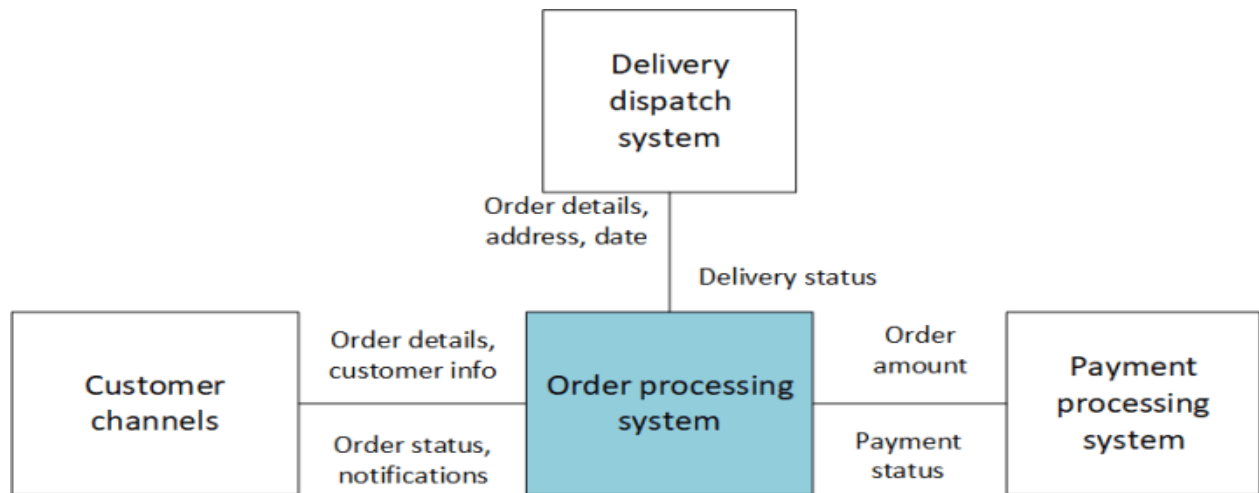 Delivery
dispatch
system
Order details,
address, date
Delivery status
Customer
channels
Order details,
customer info
Order status,
notifications
Order processing
system
Order
amount
Payment
status
Payment
processing
system